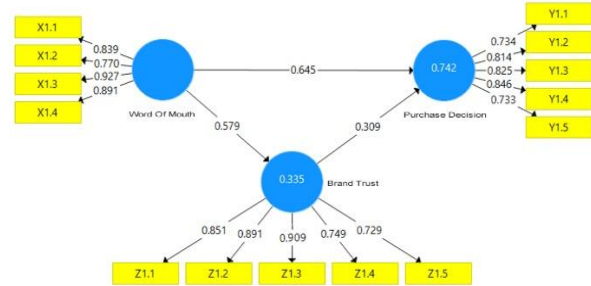 X1.1
X1.2
X1.3
X1.4
0.839
0.770
0.927
0.891
Word Of Mouth
0.645
0.579
0.309
0.742
Purchase Decision
0.734
0.814
0.825
0.846
0.733
Y1.1
Y1.2
Y1.3
Y1.4
Y1.5
0.335
Brand Trust
0.851
0.891
0.909
0.749
0.729
Z1.1
Z1.2
Z1.3
Z1.4
Z1.5